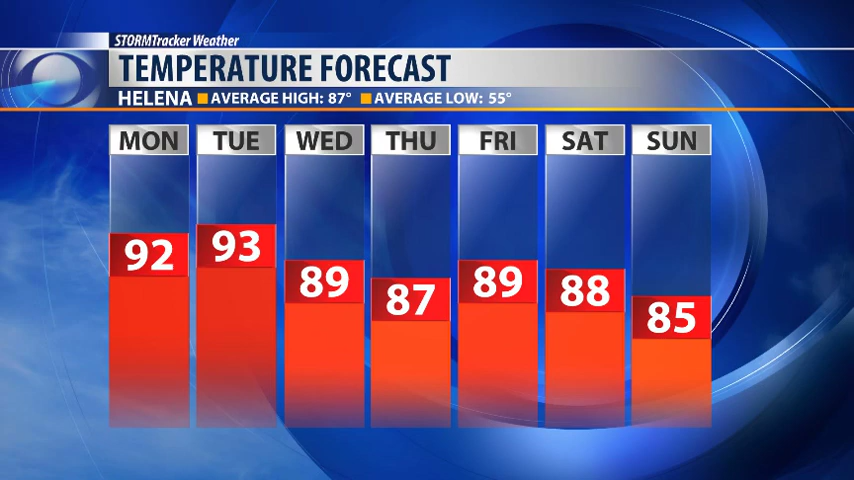 STORMTracker Weather
TEMPERATURE FORECAST
HELENA AVERAGE HIGH: 87° AVERAGE LOW: 55°
MON TUE WED THU FRI SAT SUN
92 93 89 87 89 88 85